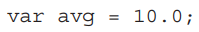 var avg = 10.0;